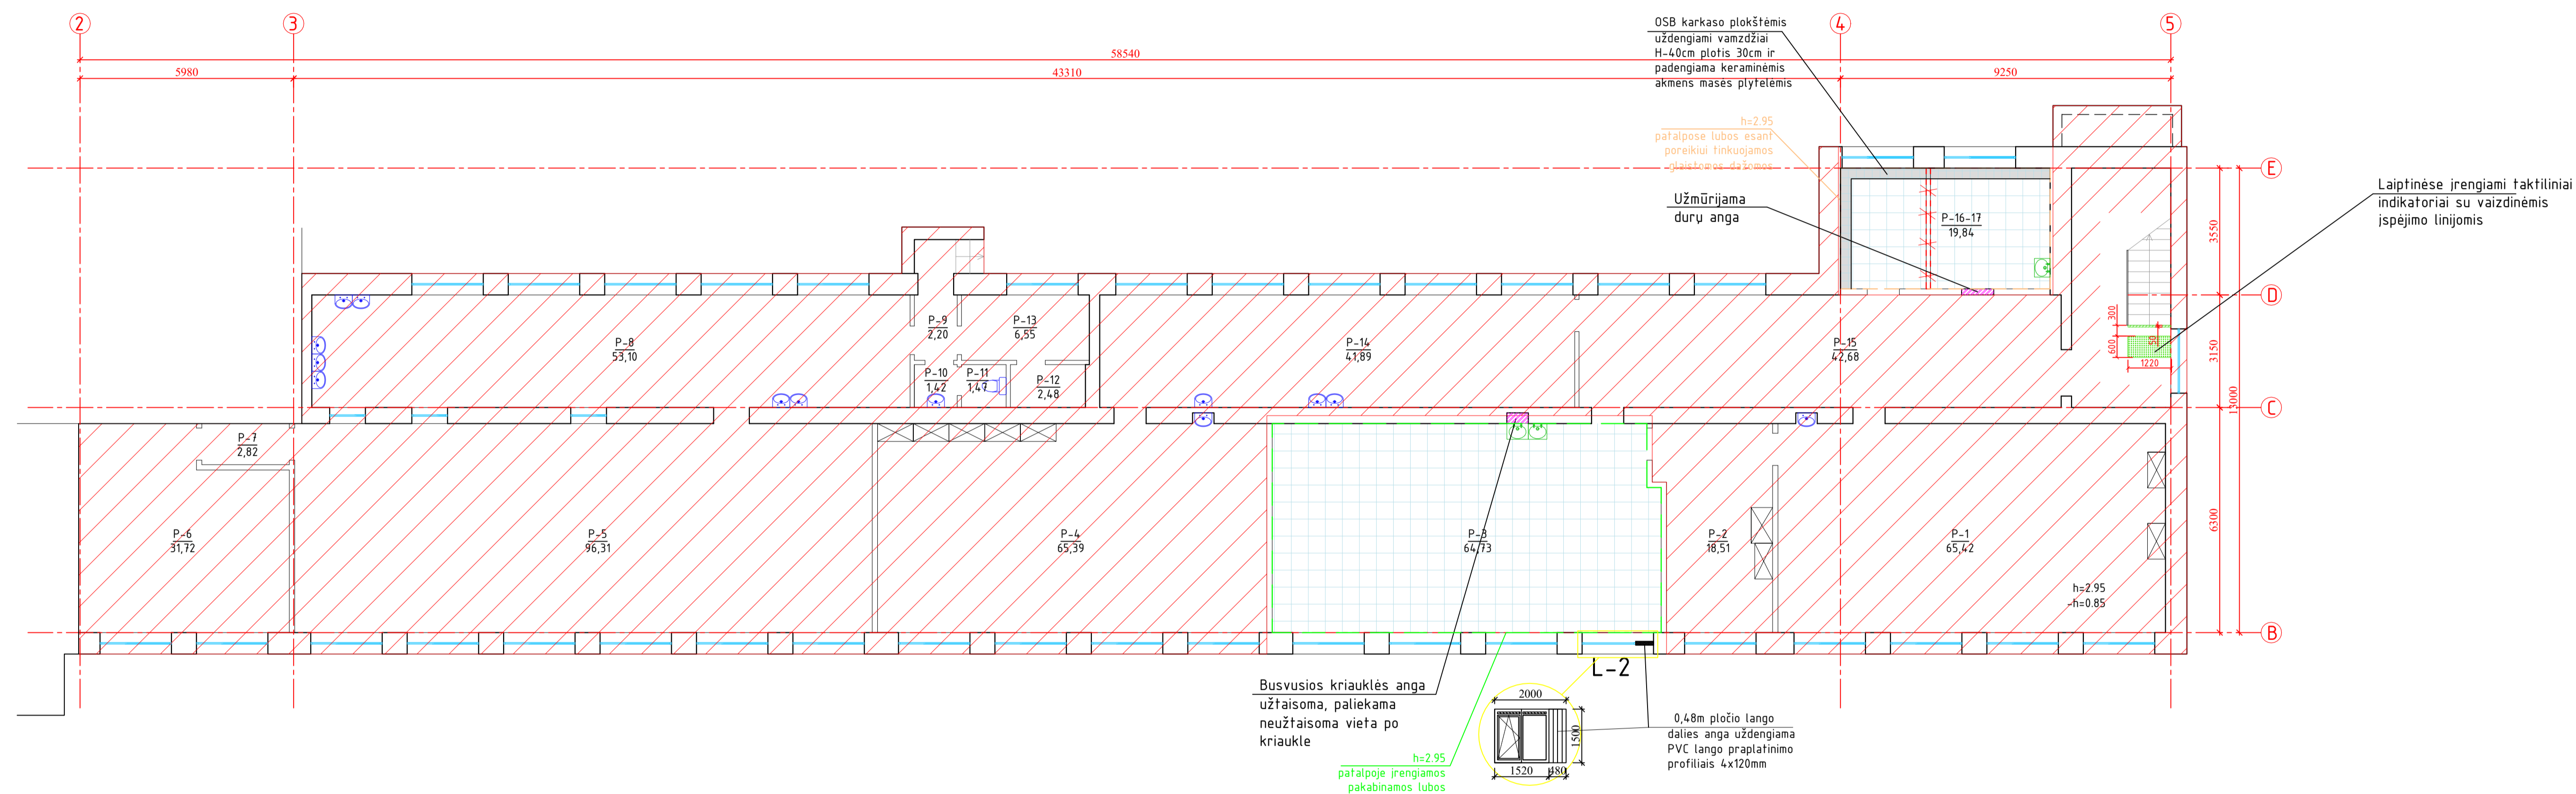 2
3
4
5
58540
5980
43310
9250
OSB karkaso plokštėmis
uždengiami vamzdžiai
H-40cm plotis 30cm ir
padengiama keraminėmis
akmens masės plytelėmis
h=2.95
patalpose lubos esant
poreikiui tinkuojamos
glaistomos dažomos
Užmūrijama
durų anga
E
D
C
B
Laiptinėse įrengiami taktiliniai
indikatoriai su vaizdinėmis
įspėjimo linijomis
P-16-17
19,84
3550
3150
13000
6300
300
600
50
1220
P-8
53,10
P-9
2,20
P-13
6,55
P-10
1,42
P-11
1,47
P-12
2,48
P-14
41,89
P-15
42,68
P-7
2,82
P-6
31,72
P-5
96,31
P-4
65,39
P-3
64,73
P-2
18,51
P-1
65,42
h=2.95
-h=0.85
L-2
Busvusios kriauklės anga
užtaisoma, paliekama
neužtaisoma vieta po
kriaukle
2000
1500
1520
480
0,48m pločio lango
dalies anga uždengiama
PVC lango praplatinimo
profiliais 4x120mm
h=2.95
patalpoje įrengiamos
pakabinamos lubos